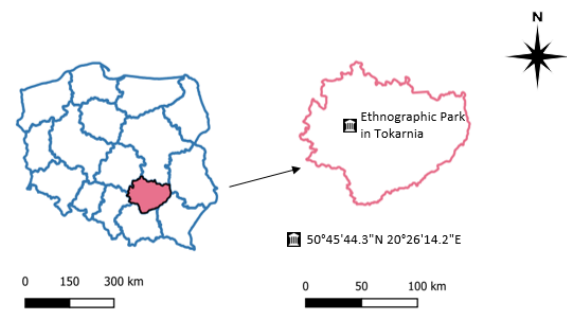 N
Ethnographic Park
in Tokarnia
50°45'44.3"N 20°26'14.2"E
0 150 300 km
0 50 100 km